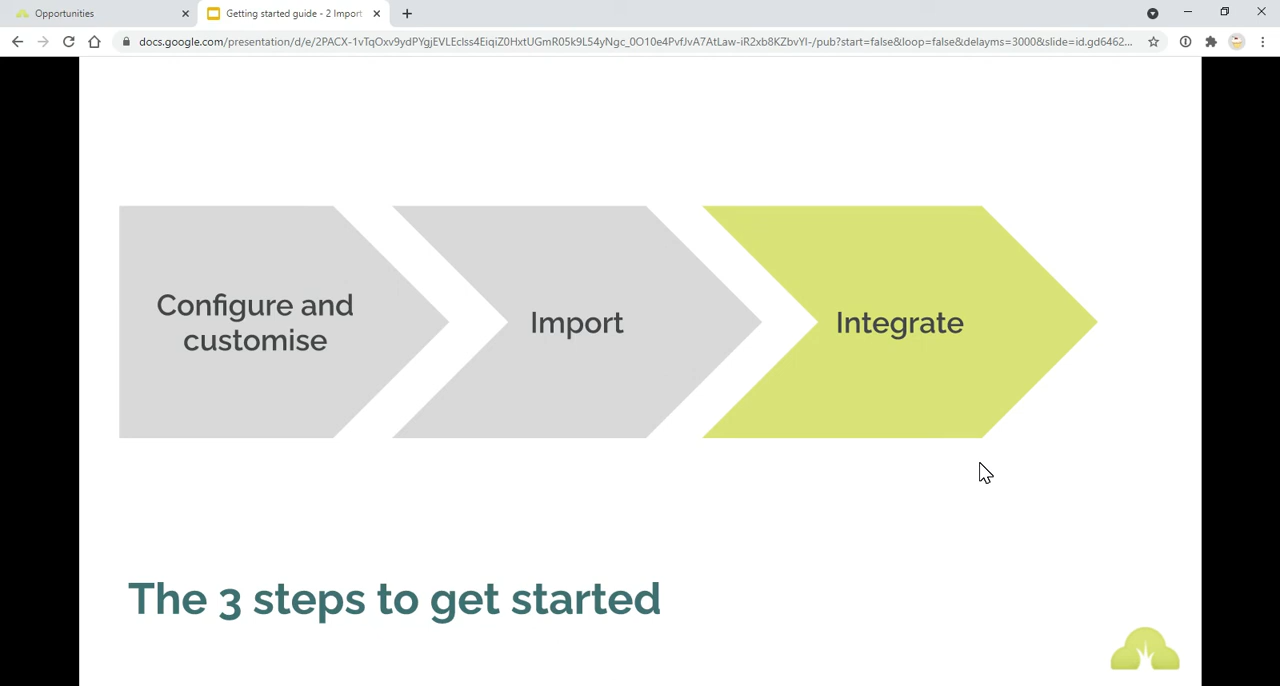 Opportunities
Getting started guide - 2 Import
docs.google.com/presentation/d/e/2PACX-1vTqOxv9ydPYgjEVLEclss4EiqiZ0HxtUGmR05k9L54yNgc_0O10e4PvfJvA7AtLaw-iR2xb8KZbvYl-/pub?start=false&loop=false&delayms=3000&slide=id.gd6462...
Configure and
customise
Import
Integrate
The 3 steps to get started